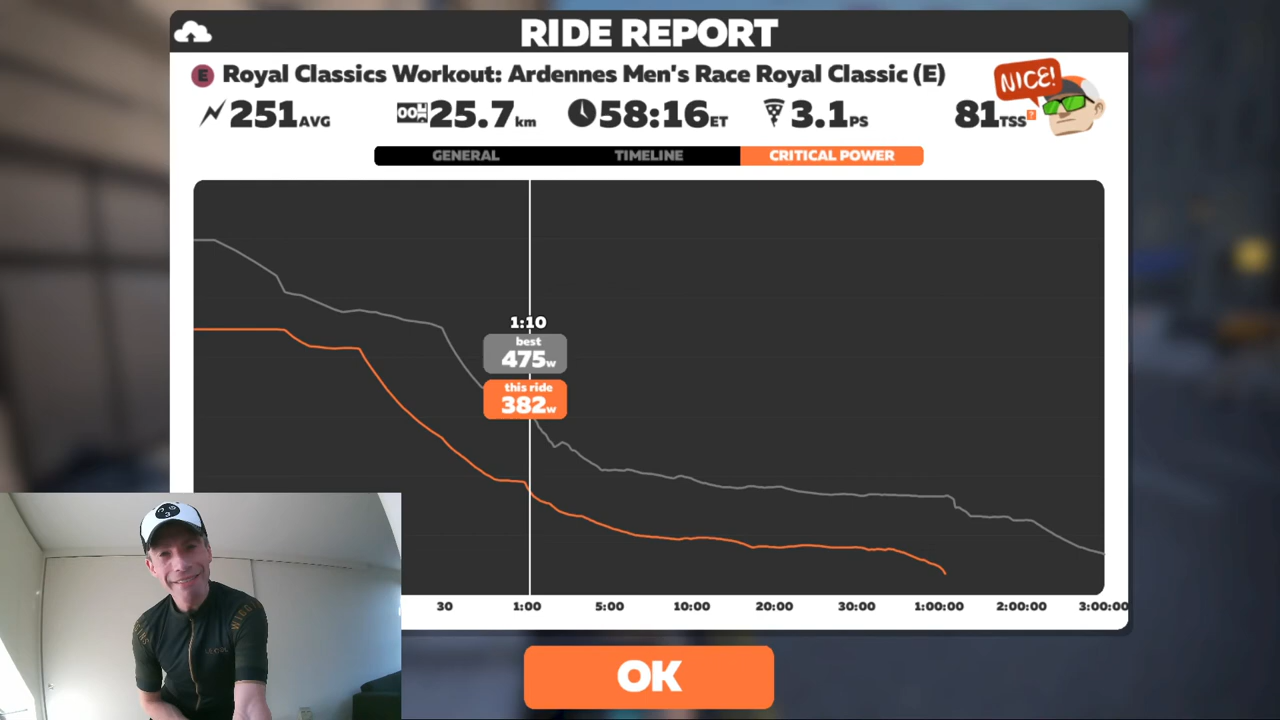 RIDE REPORT
E Royal Classics Workout: Ardennes Men's Race Royal Classic (E)
NICE!
251AVG
25.7km
58:16ET
3.1PS
81TSS?
GENERAL
TIMELINE
CRITICAL POWER
1:10
best
475w
this ride
382w
30
1:00
5:00
10:00
20:00
30:00
1:00:00
2:00:00
3:00:00
OK